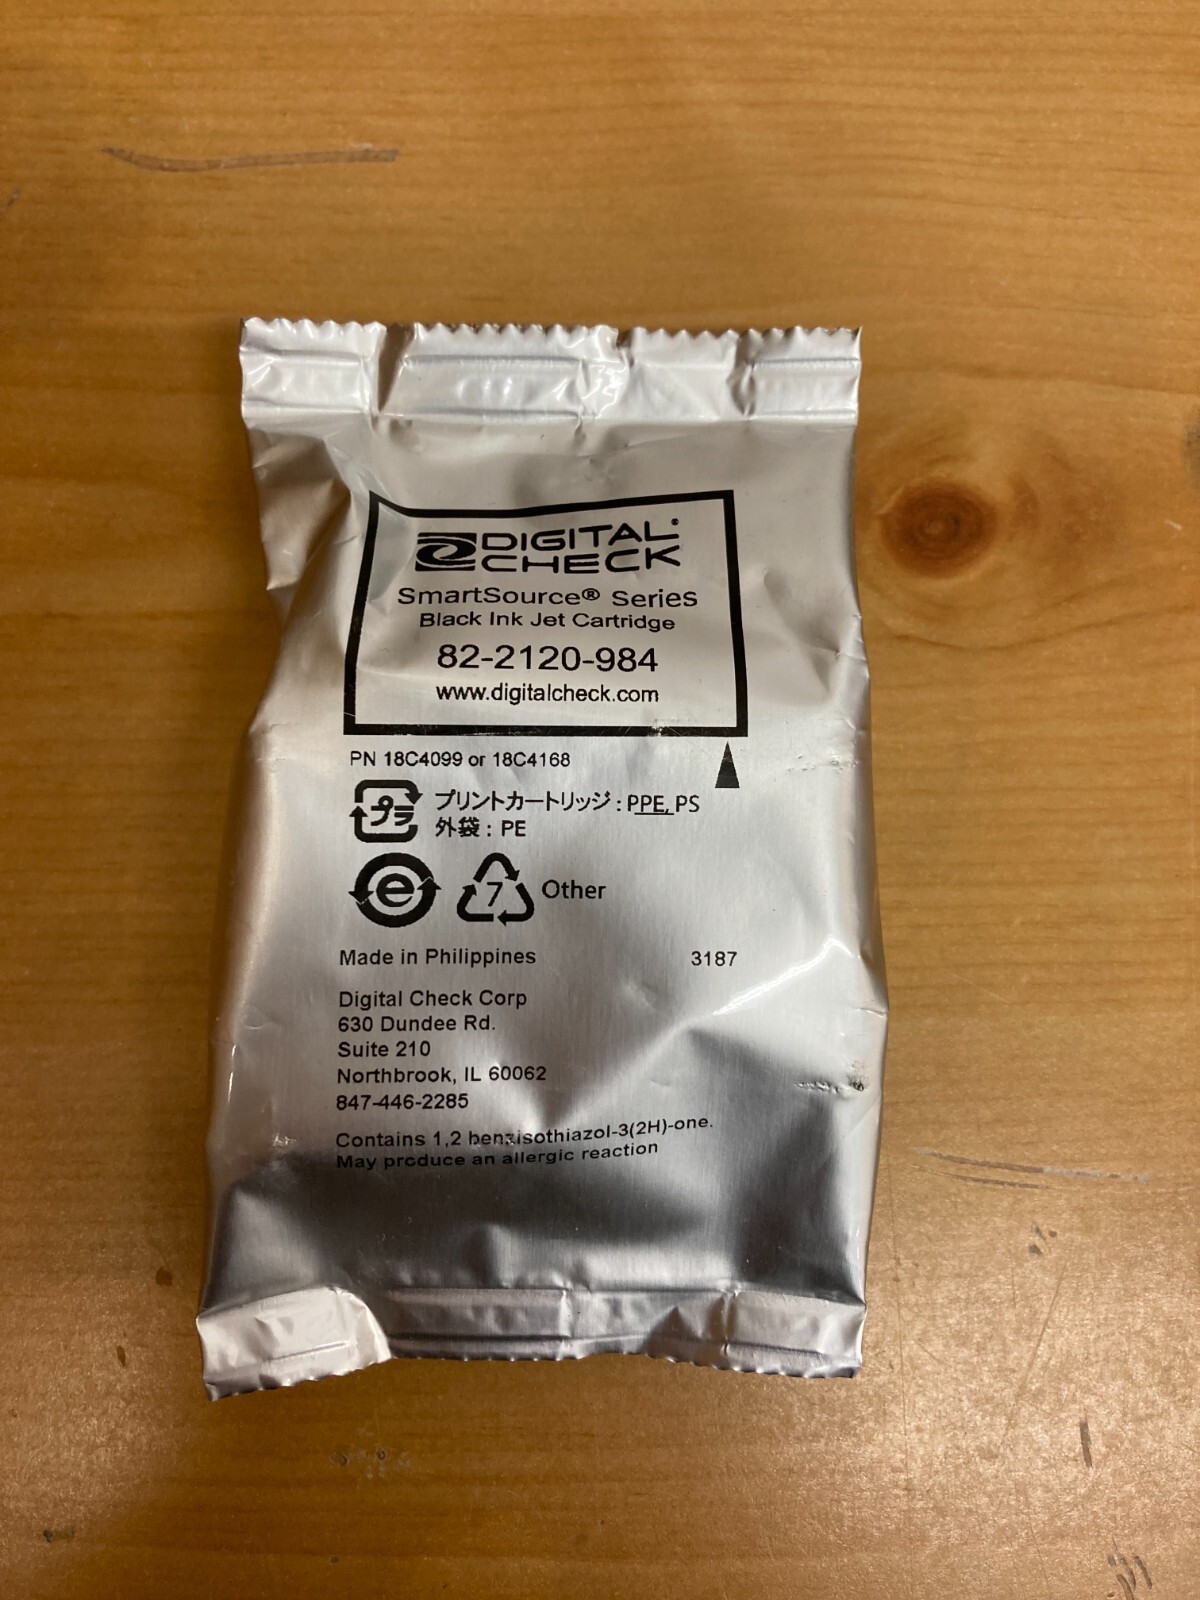 DIGITAL®
CHECK
SmartSource® Series
Black Ink Jet Cartridge
82-2120-984
www.digitalcheck.com
PN 18C4099 or 18C4168
プラ
プリントカートリッジ : PPE, PS
外袋 : PE
e
7 Other
Made in Philippines 3187
Digital Check Corp
630 Dundee Rd.
Suite 210
Northbrook, IL 60062
847-446-2285
Contains 1,2 benzisothiazol-3(2H)-one.
May produce an allergic reaction